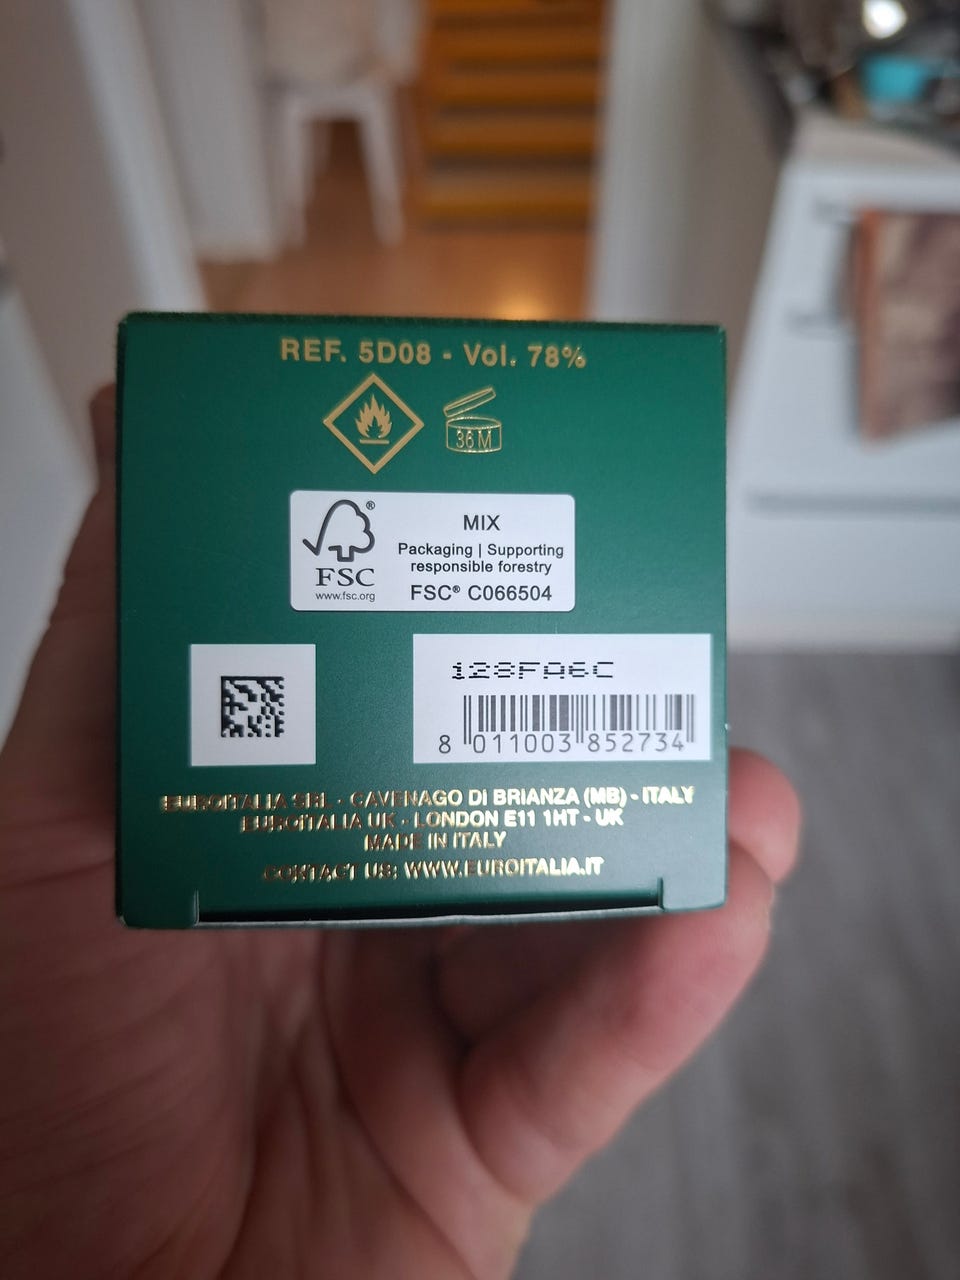 REF. 5D08 - Vol. 78%
36 M
®
FSC
www.fsc.org
MIX
Packaging | Supporting
responsible forestry
FSC® C066504
128FA6C
8 011003 852734
EUROITALIA SRL - CAVENAGO DI BRIANZA (MB) - ITALY
EUROITALIA UK - LONDON E11 1HT - UK
MADE IN ITALY
CONTACT US: WWW.EUROITALIA.IT